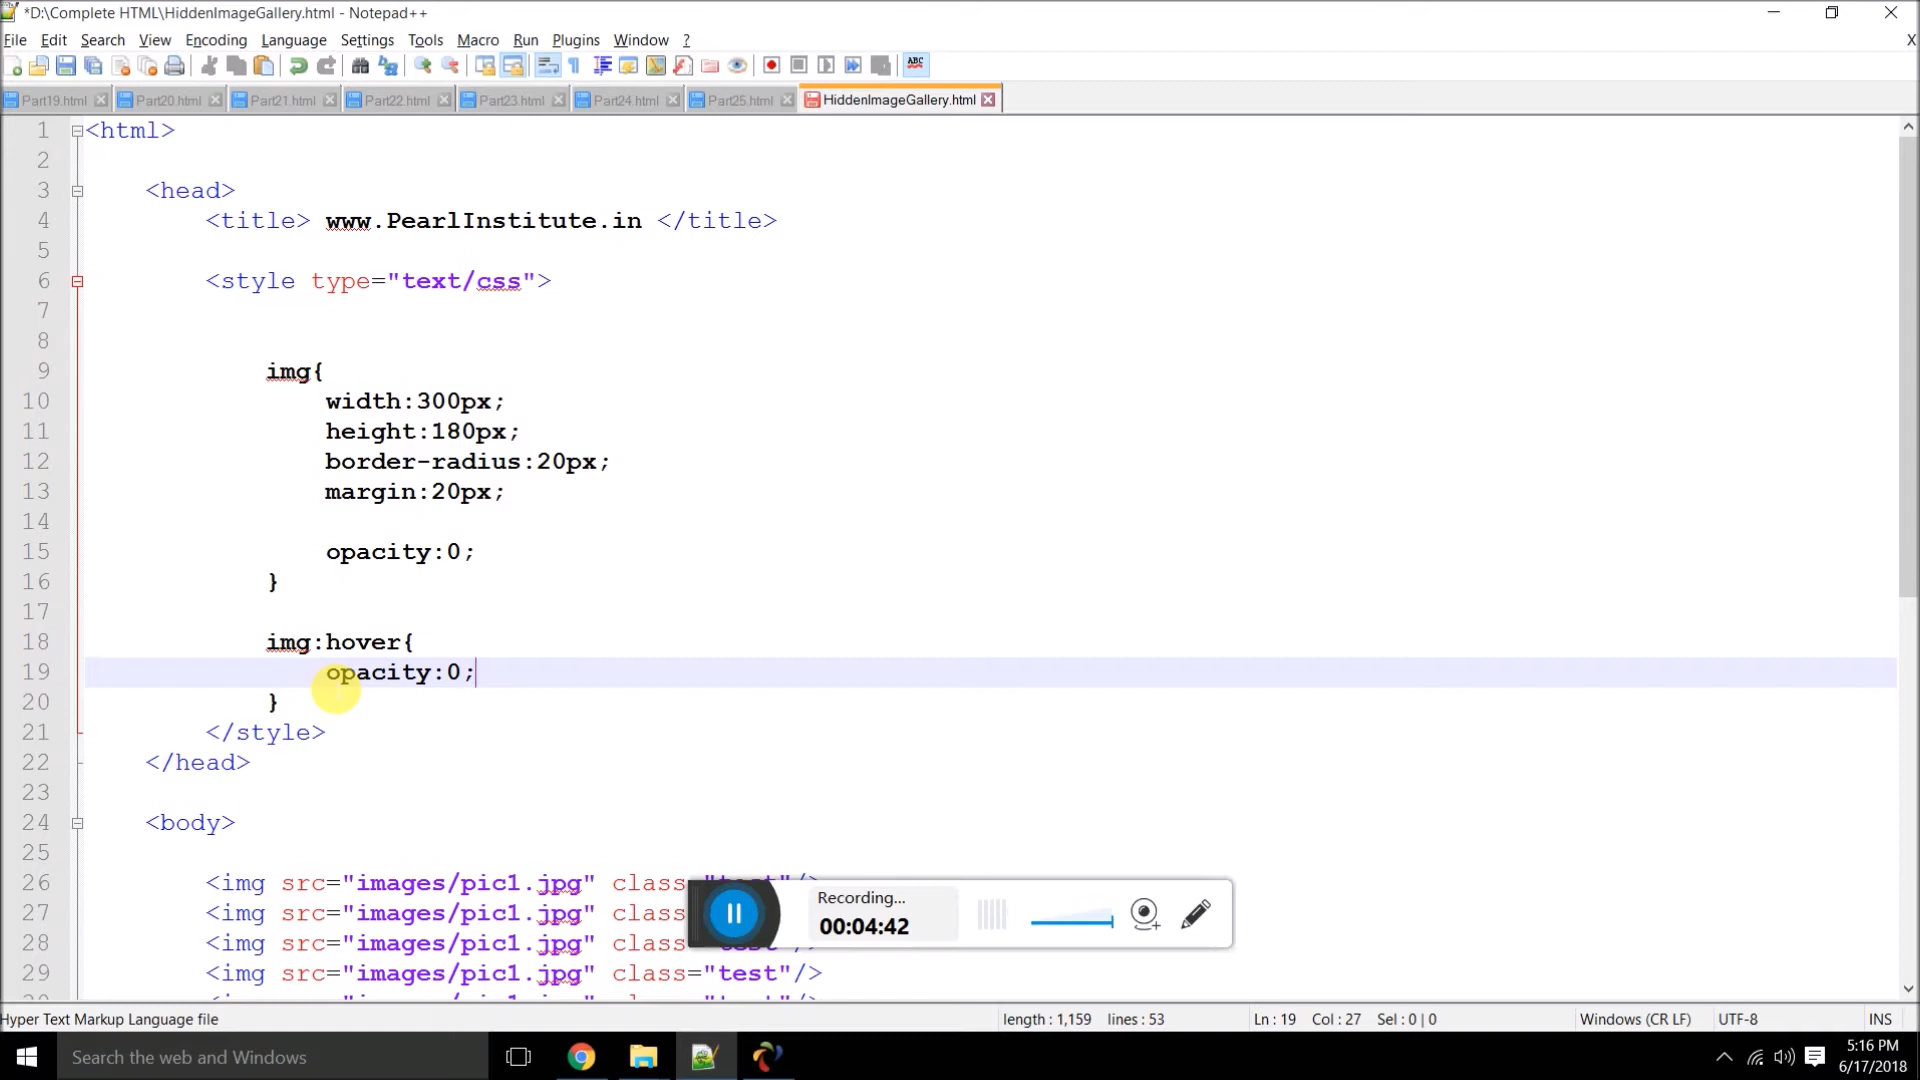 *D:\Complete HTML\HiddenImageGallery.html - Notepad++
File Edit Search View Encoding Language Settings Tools Macro Run Plugins Window ? X
ABC
Part19.html Part20.html Part21.html Part22.html Part23.html Part24.html Part25.html HiddenImageGallery.html
1 <html>
2
3 <head>
4 <title> www.PearlInstitute.in </title>
5
6 <style type="text/css">
7
8
9 img{
10 width:300px;
11 height:180px;
12 border-radius:20px;
13 margin:20px;
14
15 opacity:0;
16 }
17
18 img:hover{
19 opacity:0;
20 }
21 </style>
22 </head>
23
24 <body>
25
26 <img src="images/pic1.jpg" class="test"/>
27 <img src="images/pic1.jpg" class
28 <img src="images/pic1.jpg" class="test"/>
29 <img src="images/pic1.jpg" class="test"/>
Recording...
00:04:42
Hyper Text Markup Language file length : 1,159 lines : 53 Ln : 19 Col : 27 Sel : 0 | 0 Windows (CR LF) UTF-8 INS
Search the web and Windows
5:16 PM
6/17/2018